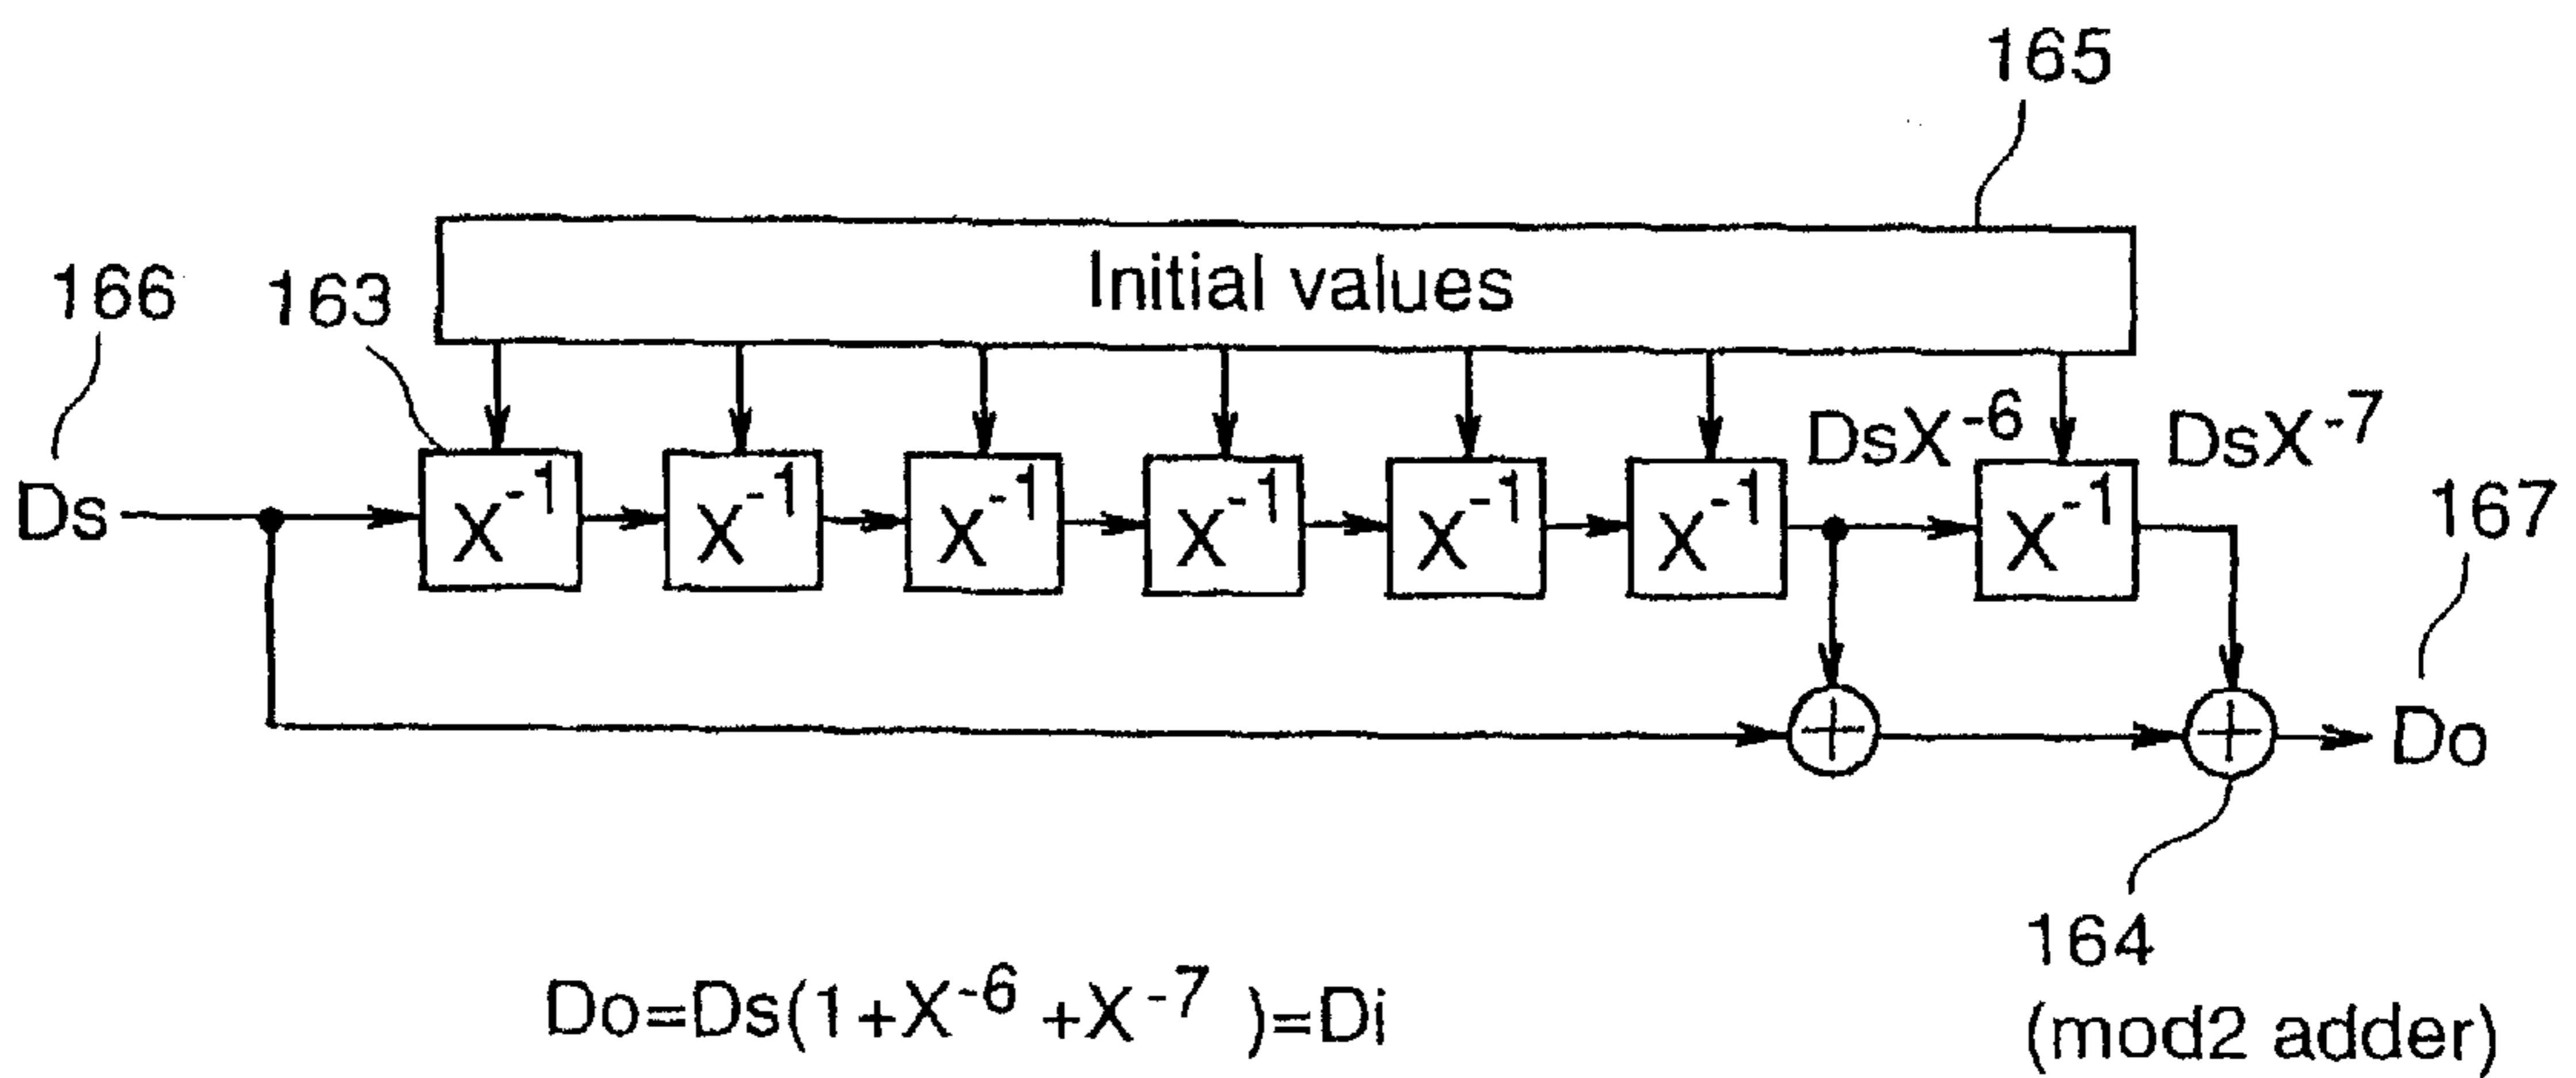 165
166 163 Initial values
DsX⁻⁶ DsX⁻⁷
Ds X⁻¹ X⁻¹ X⁻¹ X⁻¹ X⁻¹ X⁻¹ X⁻¹ 167
Do
164
(mod2 adder)
Do=Ds(1+X⁻⁶+X⁻⁷)=Di